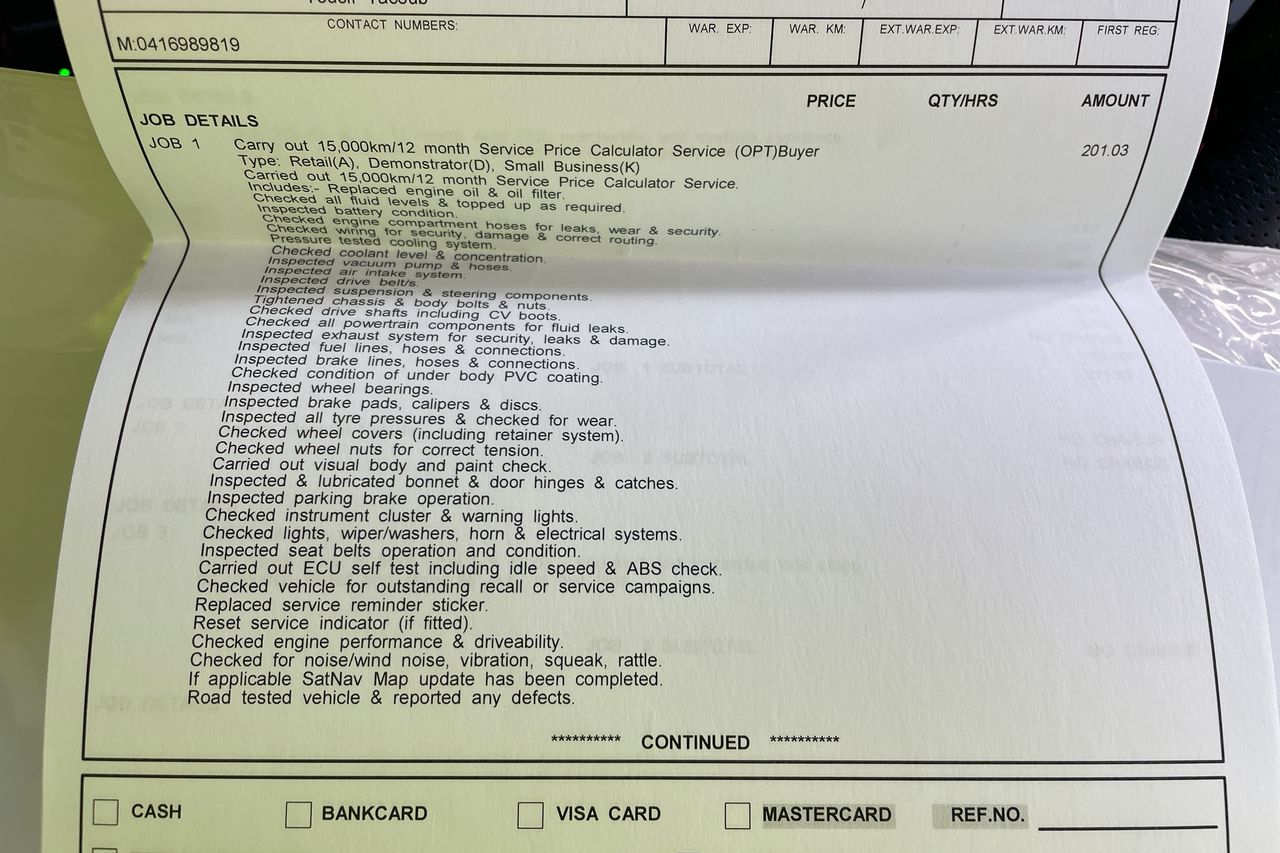 CONTACT NUMBERS:
WAR. EXP:
WAR. KM:
EXT.WAR.EXP:
EXT.WAR.KM:
FIRST REG:
M:0416989819
PRICE QTY/HRS AMOUNT
JOB DETAILS
JOB 1 Carry out 15,000km/12 month Service Price Calculator Service (OPT)Buyer 201.03
Type: Retail(A), Demonstrator(D), Small Business(K)
Carried out 15,000km/12 month Service Price Calculator Service.
Includes:- Replaced engine oil & oil filter.
Checked all fluid levels & topped up as required.
Inspected battery condition.
Checked engine compartment hoses for leaks, wear & security.
Checked wiring for security, damage & correct routing.
Pressure tested cooling system.
Checked coolant level & concentration.
Inspected vacuum pump & hoses.
Inspected air intake system.
Inspected drive belt/s.
Inspected suspension & steering components.
Tightened chassis & body bolts & nuts.
Checked drive shafts including CV boots.
Checked all powertrain components for fluid leaks.
Inspected exhaust system for security, leaks & damage.
Inspected fuel lines, hoses & connections.
Inspected brake lines, hoses & connections.
Checked condition of under body PVC coating.
Inspected wheel bearings.
Inspected brake pads, calipers & discs.
Inspected all tyre pressures & checked for wear.
Checked wheel covers (including retainer system).
Checked wheel nuts for correct tension.
Carried out visual body and paint check.
Inspected & lubricated bonnet & door hinges & catches.
Inspected parking brake operation.
Checked instrument cluster & warning lights.
Checked lights, wiper/washers, horn & electrical systems.
Inspected seat belts operation and condition.
Carried out ECU self test including idle speed & ABS check.
Checked vehicle for outstanding recall or service campaigns.
Replaced service reminder sticker.
Reset service indicator (if fitted).
Checked engine performance & driveability.
Checked for noise/wind noise, vibration, squeak, rattle.
If applicable SatNav Map update has been completed.
Road tested vehicle & reported any defects.
********** CONTINUED **********
CASH BANKCARD VISA CARD MASTERCARD REF.NO.